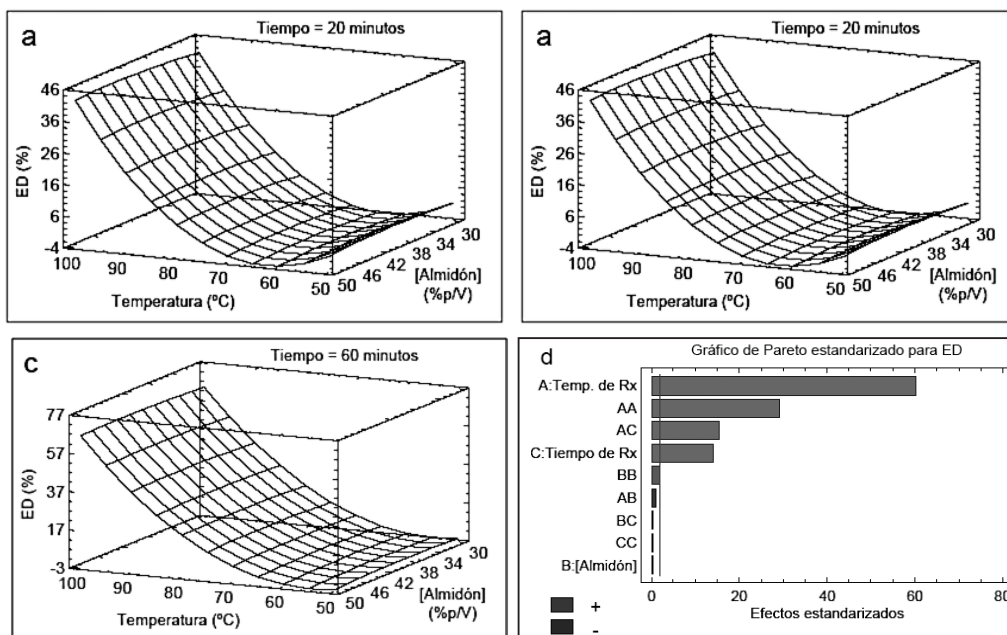 a
Tiempo = 20 minutos
46
36
26
16
6
-4
ED (%)
100
90
80
70
60
50
Temperatura (ºC)
50
46
42
38
34
30
[Almidón]
(%p/V)
a
Tiempo = 20 minutos
46
36
26
16
6
-4
ED (%)
100
90
80
70
60
50
Temperatura (ºC)
50
46
42
38
34
30
[Almidón]
(%p/V)
c
Tiempo = 60 minutos
77
57
37
17
-3
ED (%)
100
90
80
70
60
50
Temperatura (ºC)
50
46
42
38
34
30
[Almidón]
(%p/V)
d
Gráfico de Pareto estandarizado para ED
A:Temp. de Rx
AA
AC
C:Tiempo de Rx
BB
AB
BC
CC
B:[Almidón]
0 20 40 60 80
Efectos estandarizados
+
-